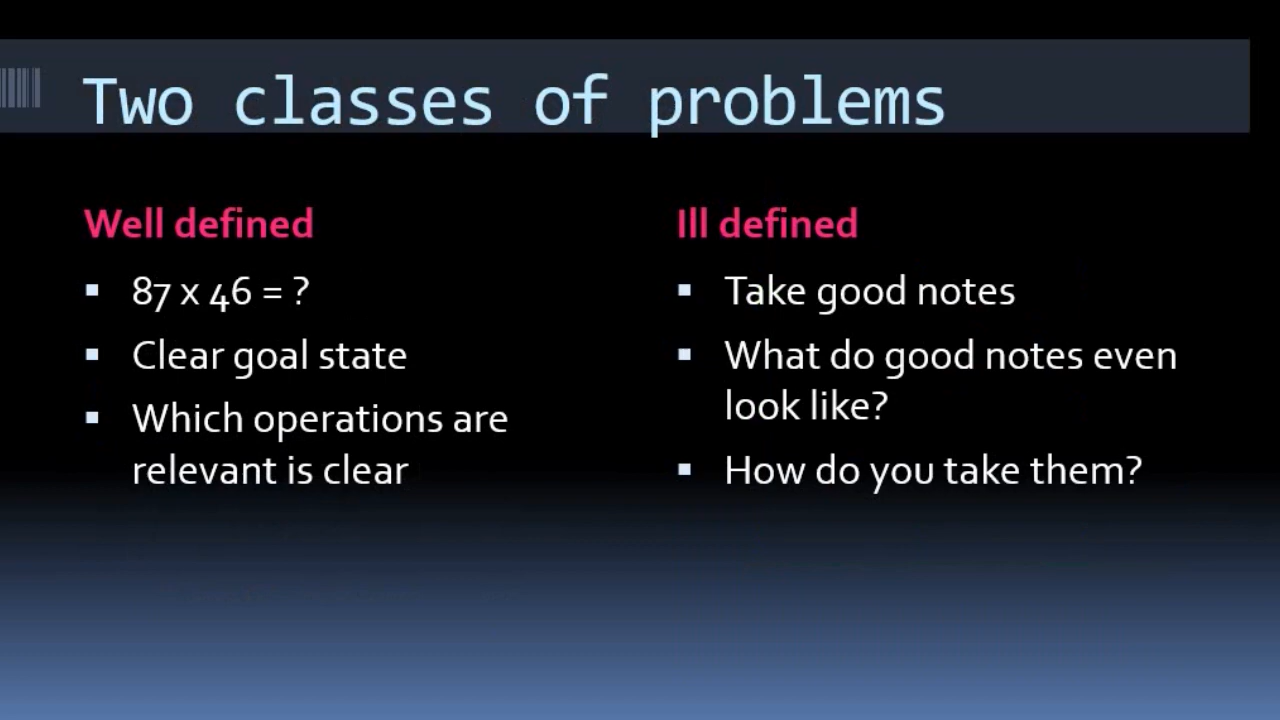 Two classes of problems
Well defined
▪ 87 x 46 = ?
▪ Clear goal state
▪ Which operations are
relevant is clear
Ill defined
▪ Take good notes
▪ What do good notes even
look like?
▪ How do you take them?